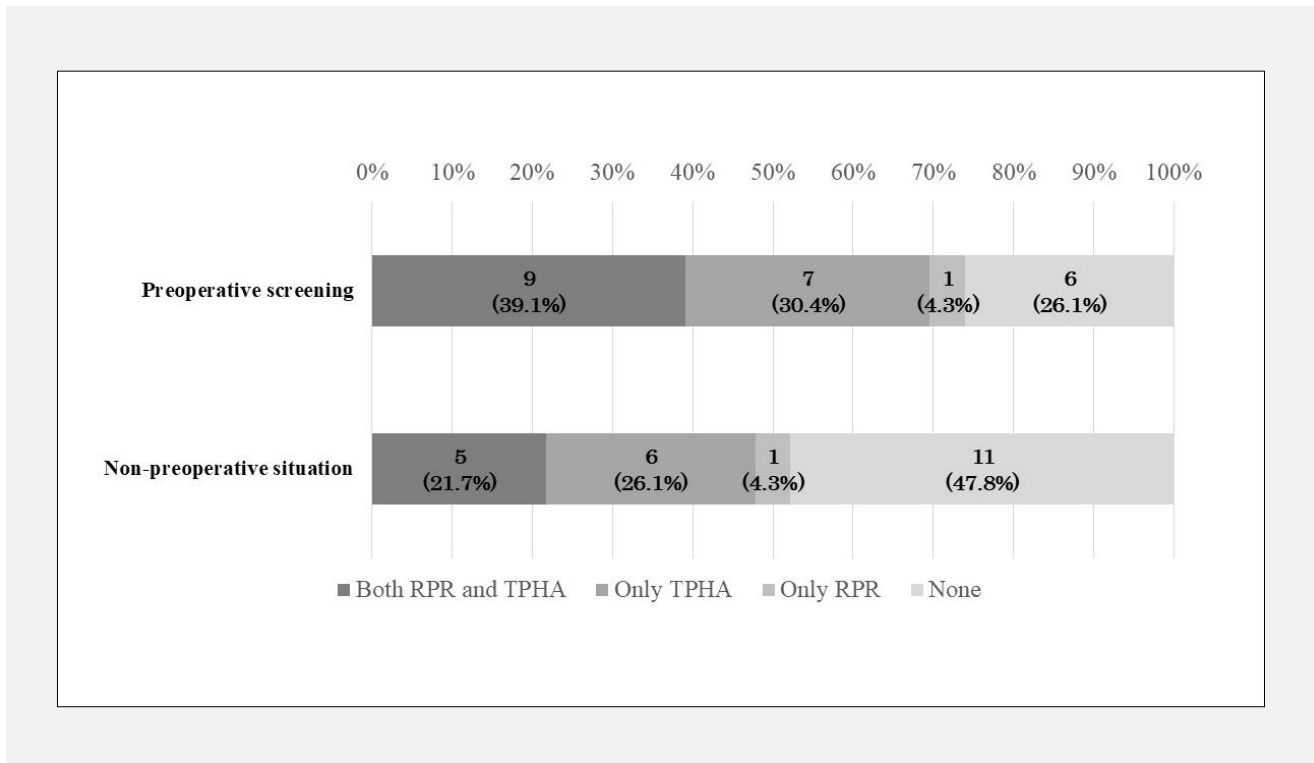 0% 10% 20% 30% 40% 50% 60% 70% 80% 90% 100%
Preoperative screening
9 7 1 6
(39.1%) (30.4%) (4.3%) (26.1%)
Non-preoperative situation
5 6 1 11
(21.7%) (26.1%) (4.3%) (47.8%)
Both RPR and TPHA Only TPHA Only RPR None